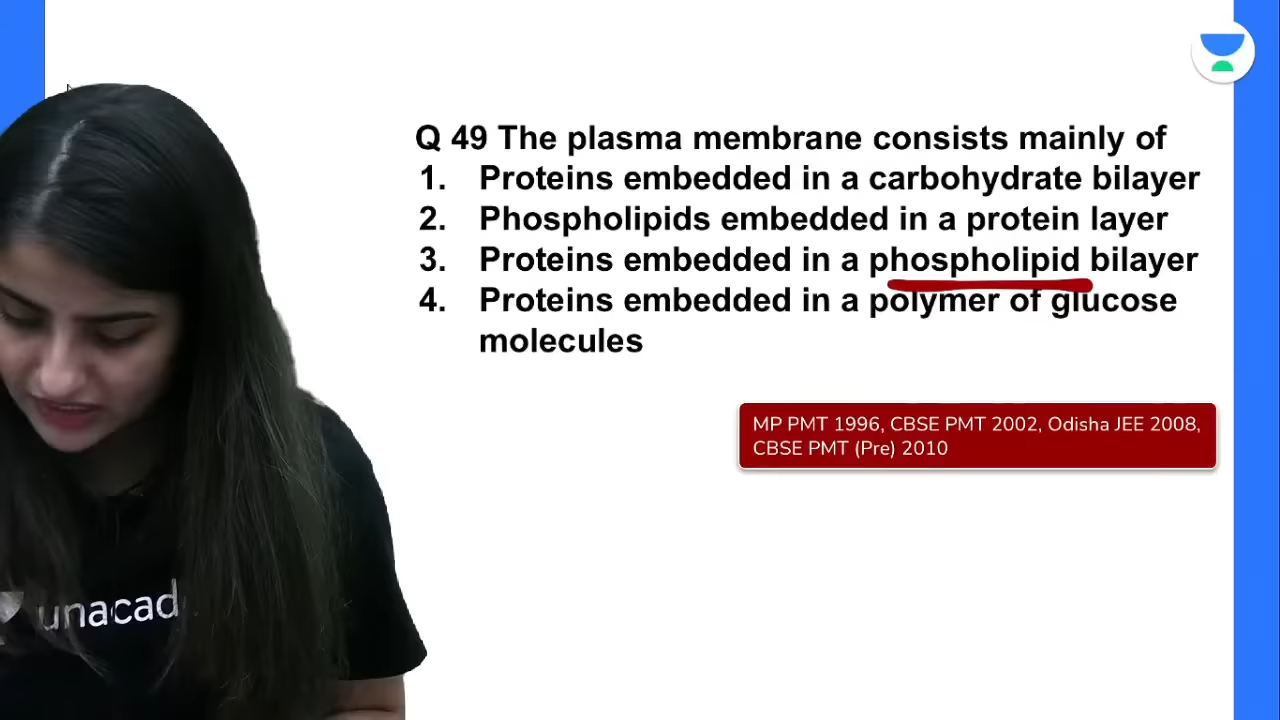 Q 49 The plasma membrane consists mainly of
1. Proteins embedded in a carbohydrate bilayer
2. Phospholipids embedded in a protein layer
3. Proteins embedded in a phospholipid bilayer
4. Proteins embedded in a polymer of glucose
molecules
MP PMT 1996, CBSE PMT 2002, Odisha JEE 2008,
CBSE PMT (Pre) 2010
unacad